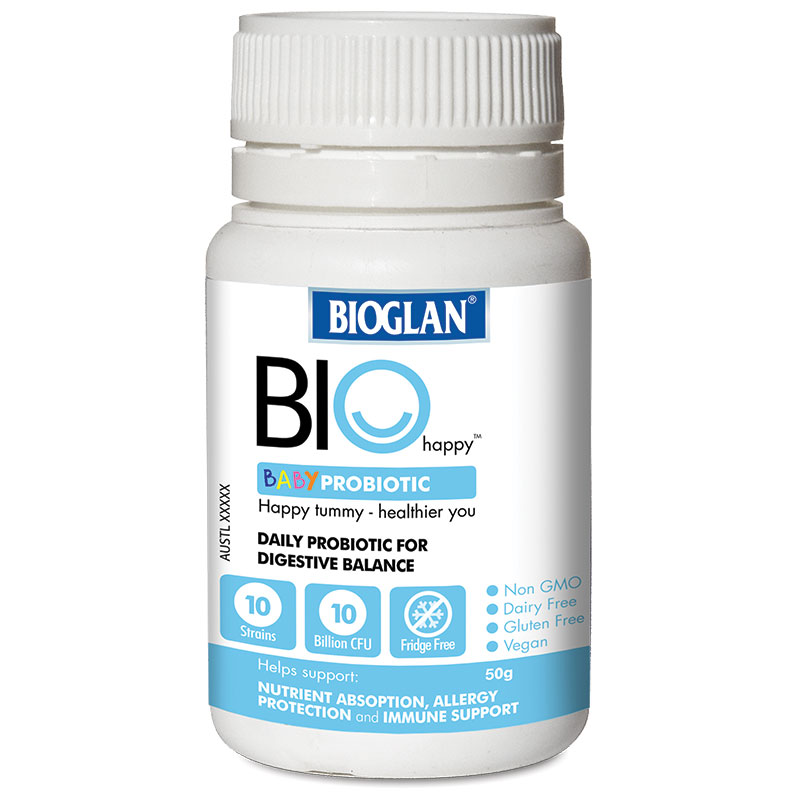 BIOGLAN®
BIO
happy™
BABY PROBIOTIC
Happy tummy - healthier you
AUSTL XXXXX
DAILY PROBIOTIC FOR
DIGESTIVE BALANCE
10
Strains
10
Billion CFU
Fridge Free
Non GMO
Dairy Free
Gluten Free
Vegan
Helps support:
50g
NUTRIENT ABSOPTION, ALLERGY
PROTECTION and IMMUNE SUPPORT